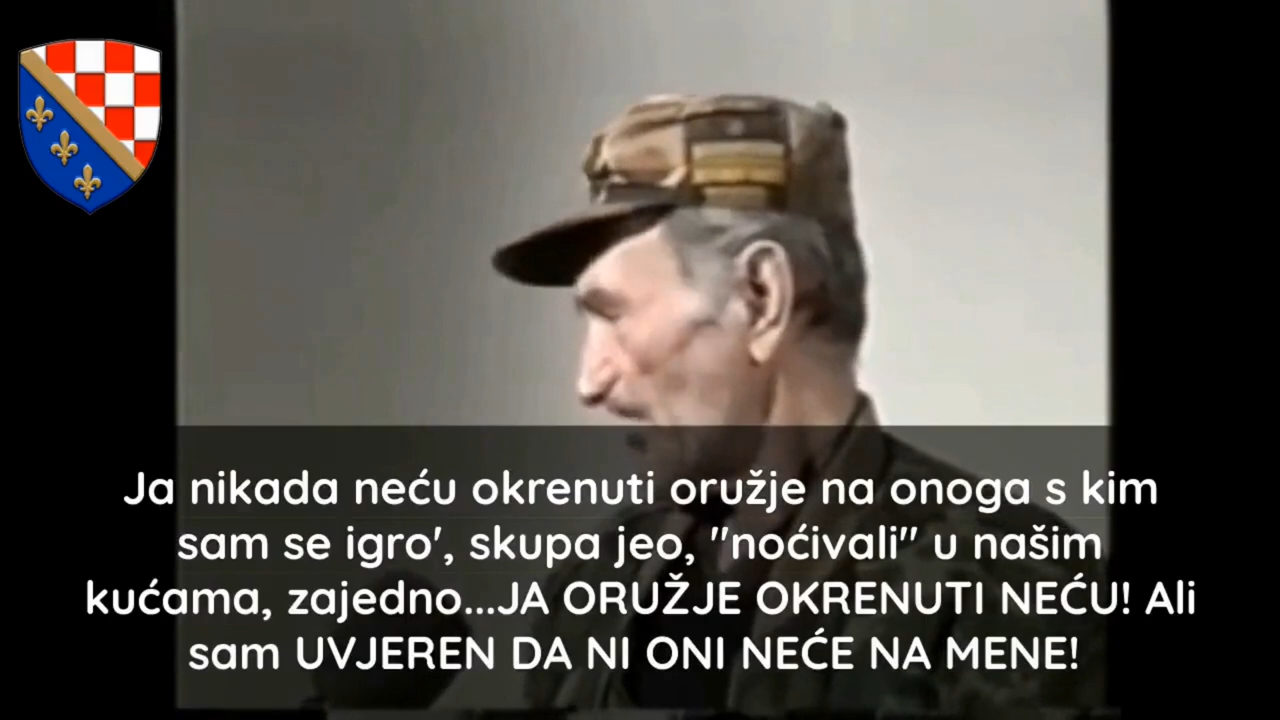 Ja nikada neću okrenuti oružje na onoga s kim
sam se igro', skupa jeo, "noćivali" u našim
kućama, zajedno...JA ORUŽJE OKRENUTI NEĆU! Ali
sam UVJEREN DA NI ONI NEĆE NA MENE!